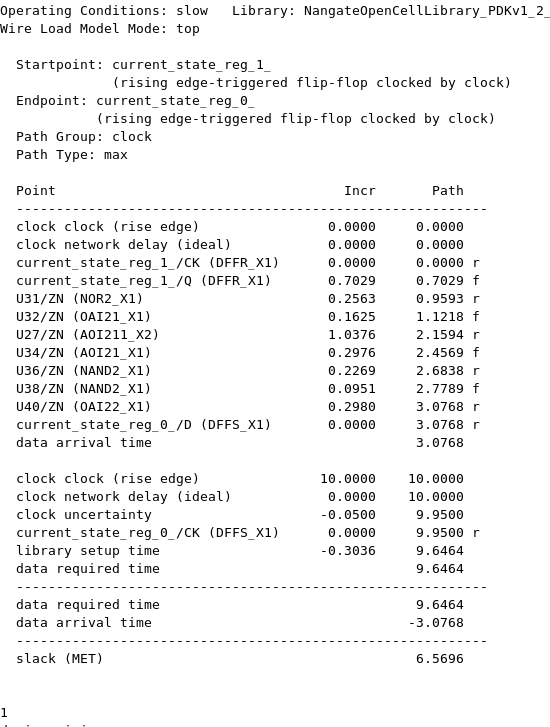 Operating Conditions: slow   Library: NangateOpenCellLibrary_PDKv1_2_
Wire Load Model Mode: top
Startpoint: current_state_reg_1_
(rising edge-triggered flip-flop clocked by clock)
Endpoint: current_state_reg_0_
(rising edge-triggered flip-flop clocked by clock)
Path Group: clock
Path Type: max
Point Incr Path
-----------------------------------------------------------
clock clock (rise edge) 0.0000 0.0000
clock network delay (ideal) 0.0000 0.0000
current_state_reg_1_/CK (DFFR_X1) 0.0000 0.0000 r
current_state_reg_1_/Q (DFFR_X1) 0.7029 0.7029 f
U31/ZN (NOR2_X1) 0.2563 0.9593 r
U32/ZN (OAI21_X1) 0.1625 1.1218 f
U27/ZN (AOI211_X2) 1.0376 2.1594 r
U34/ZN (AOI21_X1) 0.2976 2.4569 f
U36/ZN (NAND2_X1) 0.2269 2.6838 r
U38/ZN (NAND2_X1) 0.0951 2.7789 f
U40/ZN (OAI22_X1) 0.2980 3.0768 r
current_state_reg_0_/D (DFFS_X1) 0.0000 3.0768 r
data arrival time 3.0768
clock clock (rise edge) 10.0000 10.0000
clock network delay (ideal) 0.0000 10.0000
clock uncertainty -0.0500 9.9500
current_state_reg_0_/CK (DFFS_X1) 0.0000 9.9500 r
library setup time -0.3036 9.6464
data required time 9.6464
-----------------------------------------------------------
data required time 9.6464
data arrival time -3.0768
-----------------------------------------------------------
slack (MET) 6.5696
1